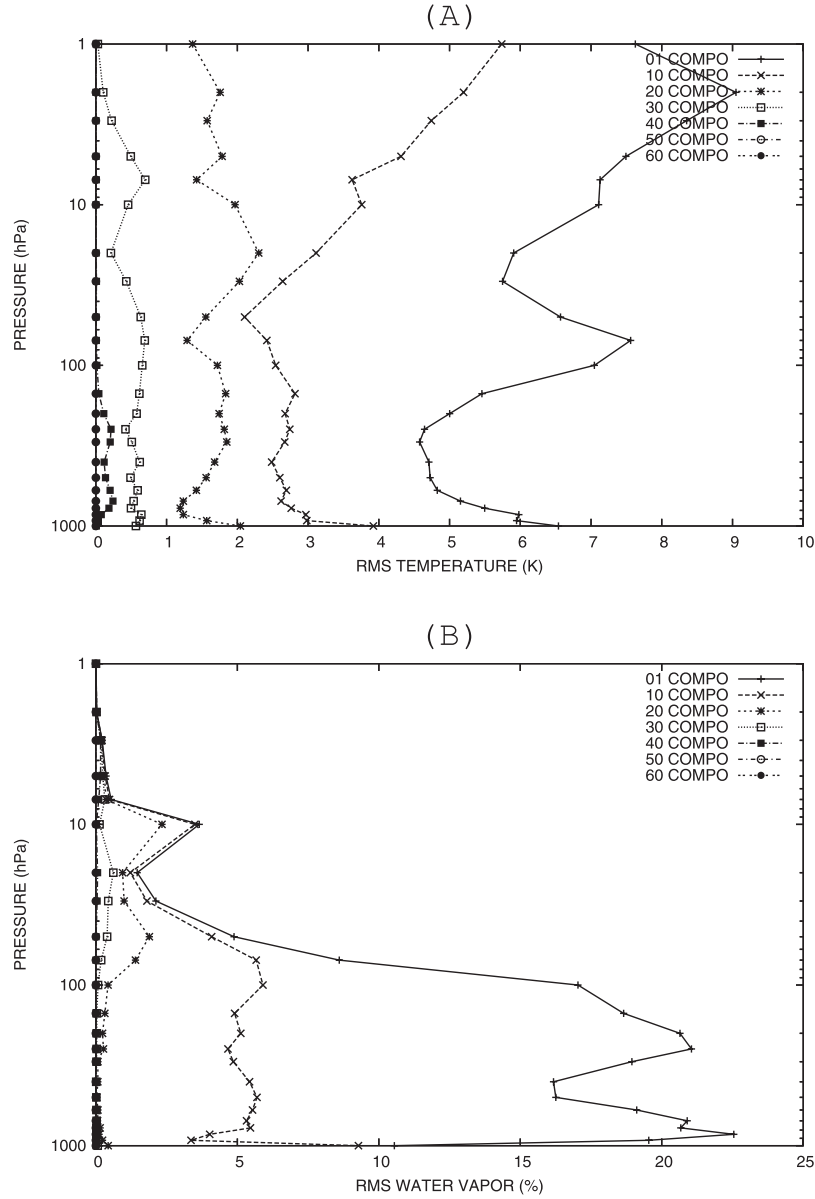 (A)
1
10
100
1000
PRESSURE (hPa)
01 COMPO
10 COMPO
20 COMPO
30 COMPO
40 COMPO
50 COMPO
60 COMPO
0 1 2 3 4 5 6 7 8 9 10
RMS TEMPERATURE (K)
(B)
1
10
100
1000
PRESSURE (hPa)
01 COMPO
10 COMPO
20 COMPO
30 COMPO
40 COMPO
50 COMPO
60 COMPO
0 5 10 15 20 25
RMS WATER VAPOR (%)